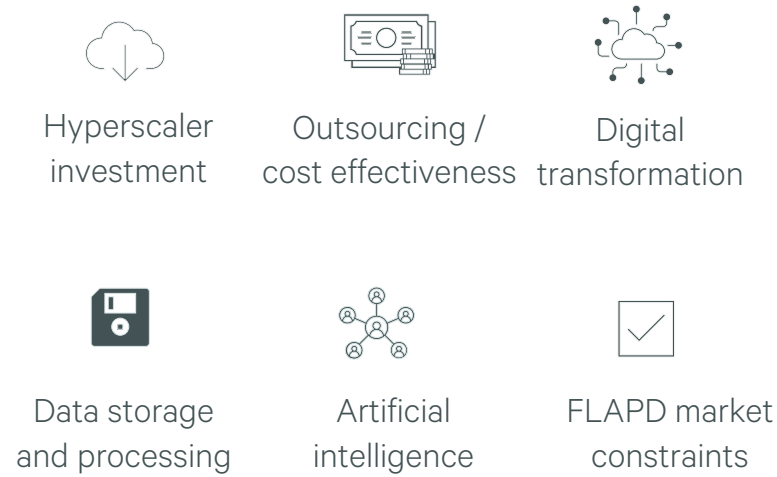 Hyperscaler
investment
Outsourcing /
cost effectiveness
Digital
transformation
Data storage
and processing
Artificial
intelligence
FLAPD market
constraints